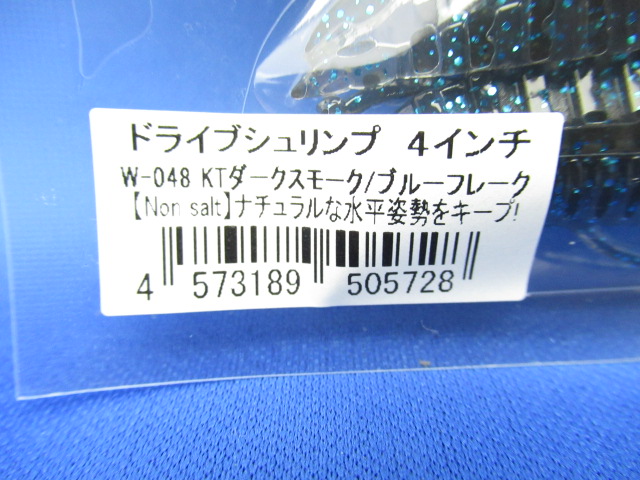 ドライブシュリンプ 4インチ
W-048 KTダークスモーク/ブルーフレーク
【Non salt】ナチュラルな水平姿勢をキープ!
4 573189 505728